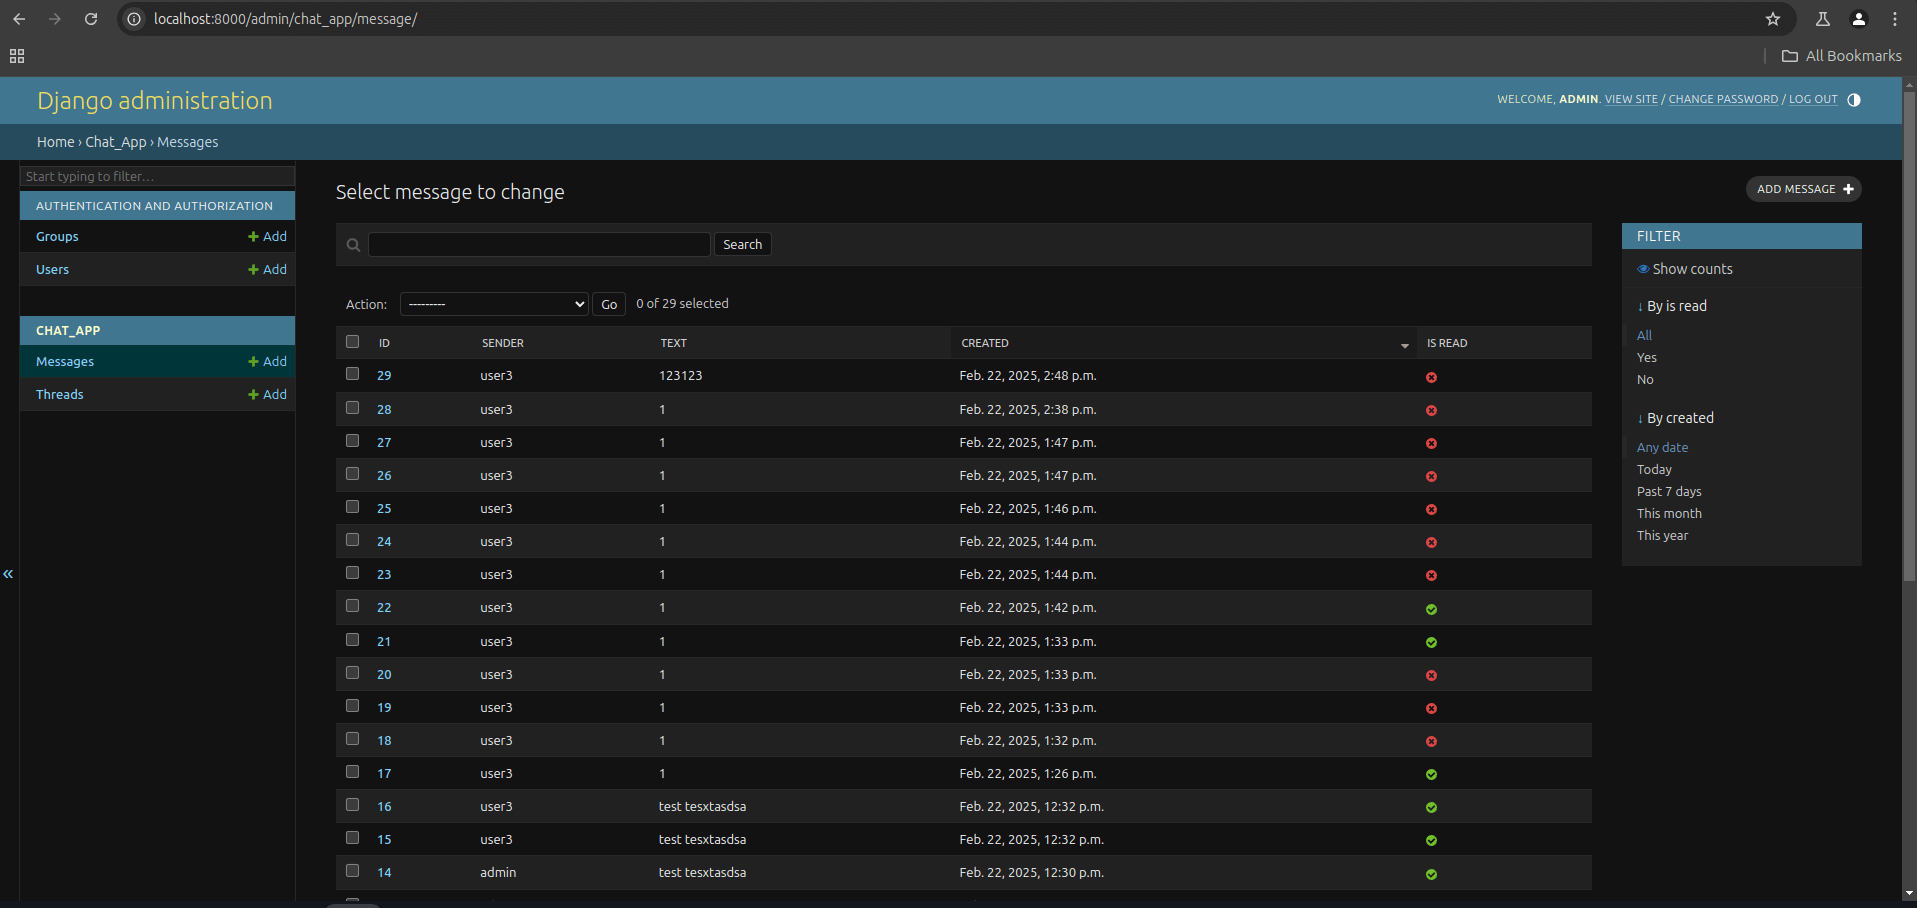 localhost:8000/admin/chat_app/message/
All Bookmarks
Django administration
WELCOME, ADMIN. VIEW SITE / CHANGE PASSWORD / LOG OUT
Home › Chat_App › Messages
Start typing to filter…
AUTHENTICATION AND AUTHORIZATION
Groups + Add
Users + Add
CHAT_APP
Messages + Add
Threads + Add
«
Select message to change
ADD MESSAGE +
Search
Action: --------- Go 0 of 29 selected
ID SENDER TEXT CREATED IS READ
29 user3 123123 Feb. 22, 2025, 2:48 p.m.
28 user3 1 Feb. 22, 2025, 2:38 p.m.
27 user3 1 Feb. 22, 2025, 1:47 p.m.
26 user3 1 Feb. 22, 2025, 1:47 p.m.
25 user3 1 Feb. 22, 2025, 1:46 p.m.
24 user3 1 Feb. 22, 2025, 1:44 p.m.
23 user3 1 Feb. 22, 2025, 1:44 p.m.
22 user3 1 Feb. 22, 2025, 1:42 p.m.
21 user3 1 Feb. 22, 2025, 1:33 p.m.
20 user3 1 Feb. 22, 2025, 1:33 p.m.
19 user3 1 Feb. 22, 2025, 1:33 p.m.
18 user3 1 Feb. 22, 2025, 1:32 p.m.
17 user3 1 Feb. 22, 2025, 1:26 p.m.
16 user3 test tesxtasdsa Feb. 22, 2025, 12:32 p.m.
15 user3 test tesxtasdsa Feb. 22, 2025, 12:32 p.m.
14 admin test tesxtasdsa Feb. 22, 2025, 12:30 p.m.
FILTER
Show counts
↓ By is read
All
Yes
No
↓ By created
Any date
Today
Past 7 days
This month
This year